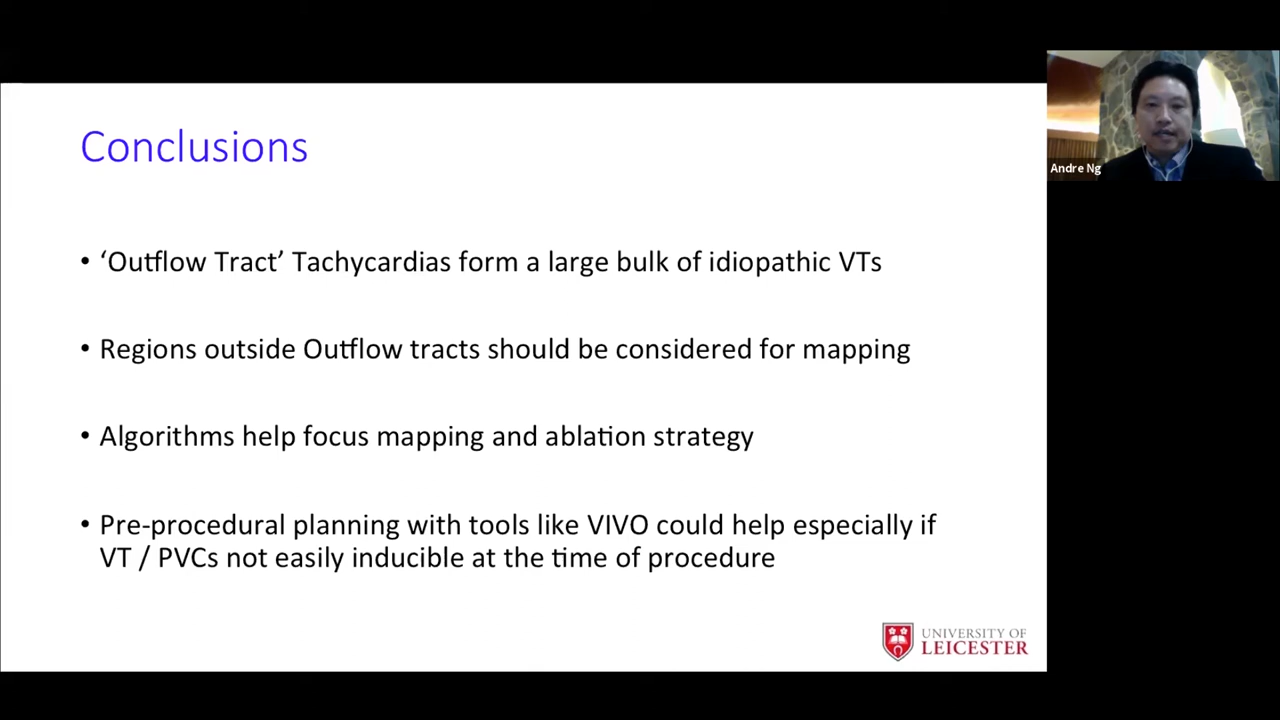 Conclusions
Andre Ng
• ‘Outflow Tract’ Tachycardias form a large bulk of idiopathic VTs
• Regions outside Outflow tracts should be considered for mapping
• Algorithms help focus mapping and ablation strategy
• Pre-procedural planning with tools like VIVO could help especially if
VT / PVCs not easily inducible at the time of procedure
UNIVERSITY OF
LEICESTER